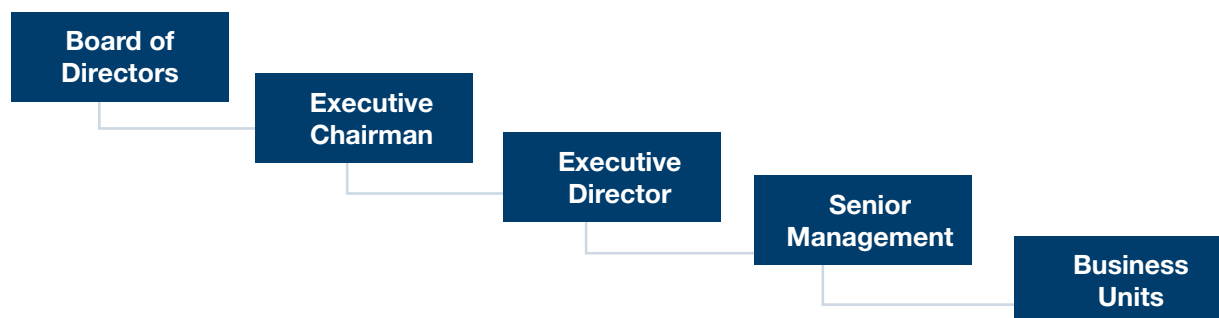 Board of
Directors
Executive
Chairman
Executive
Director
Senior
Management
Business
Units